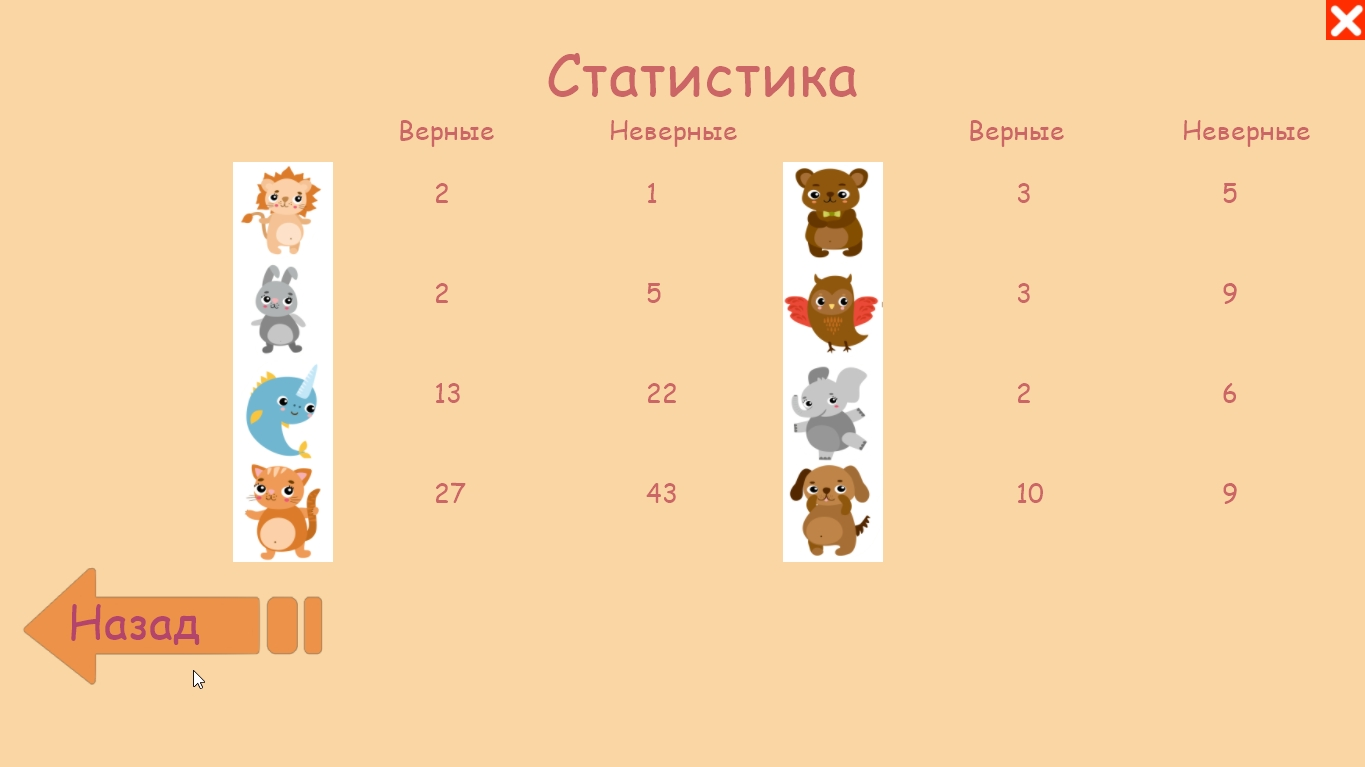 Статистика
Верные Неверные Верные Неверные
2 1 3 5
2 5 3 9
13 22 2 6
27 43 10 9
Назад